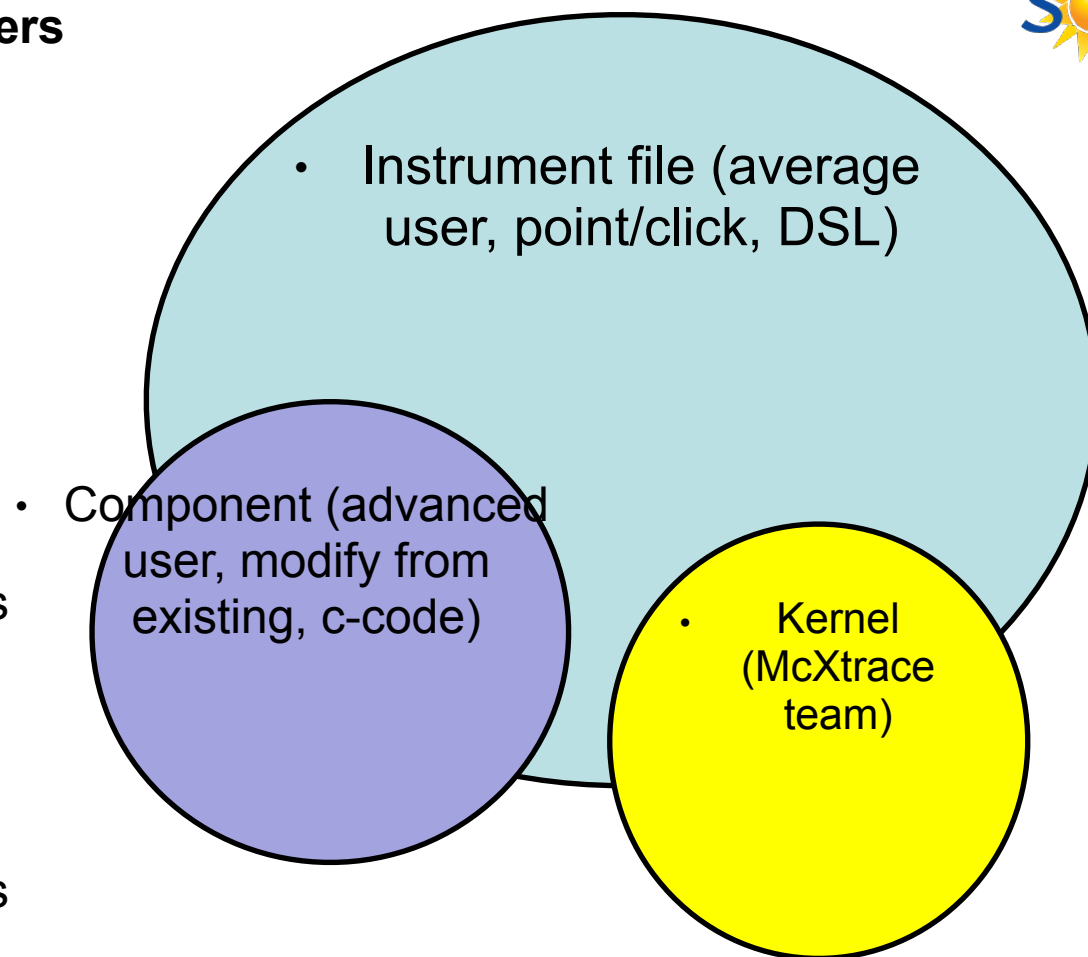 ers
S
• Instrument file (average
user, point/click, DSL)
• Component (advanced
user, modify from
existing, c-code)
s
• Kernel
(McXtrace
team)
s